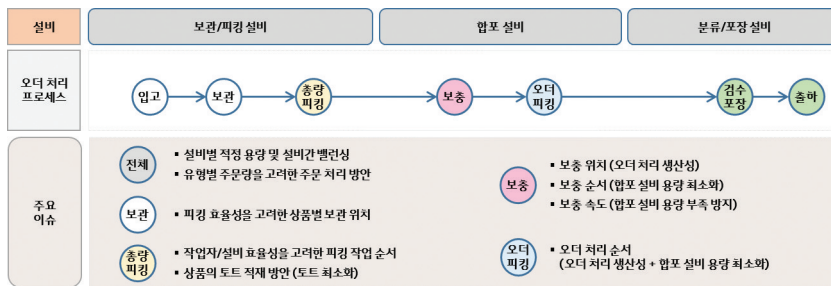 설비
보관/피킹 설비
합포 설비
분류/포장 설비
오더 처리
프로세스
입고
보관
총량
피킹
보충
오더
피킹
검수
포장
출하
주요
이슈
전체
▪ 설비별 적정 용량 및 설비간 밸런싱
▪ 유형별 주문량을 고려한 주문 처리 방안
보관
▪ 피킹 효율성을 고려한 상품별 보관 위치
총량
피킹
▪ 작업자/설비 효율성을 고려한 피킹 작업 순서
▪ 상품의 토트 적재 방안 (토트 최소화)
보충
▪ 보충 위치 (오더 처리 생산성)
▪ 보충 순서 (합포 설비 용량 최소화)
▪ 보충 속도 (합포 설비 용량 부족 방지)
오더
피킹
▪ 오더 처리 순서
(오더 처리 생산성 + 합포 설비 용량 최소화)